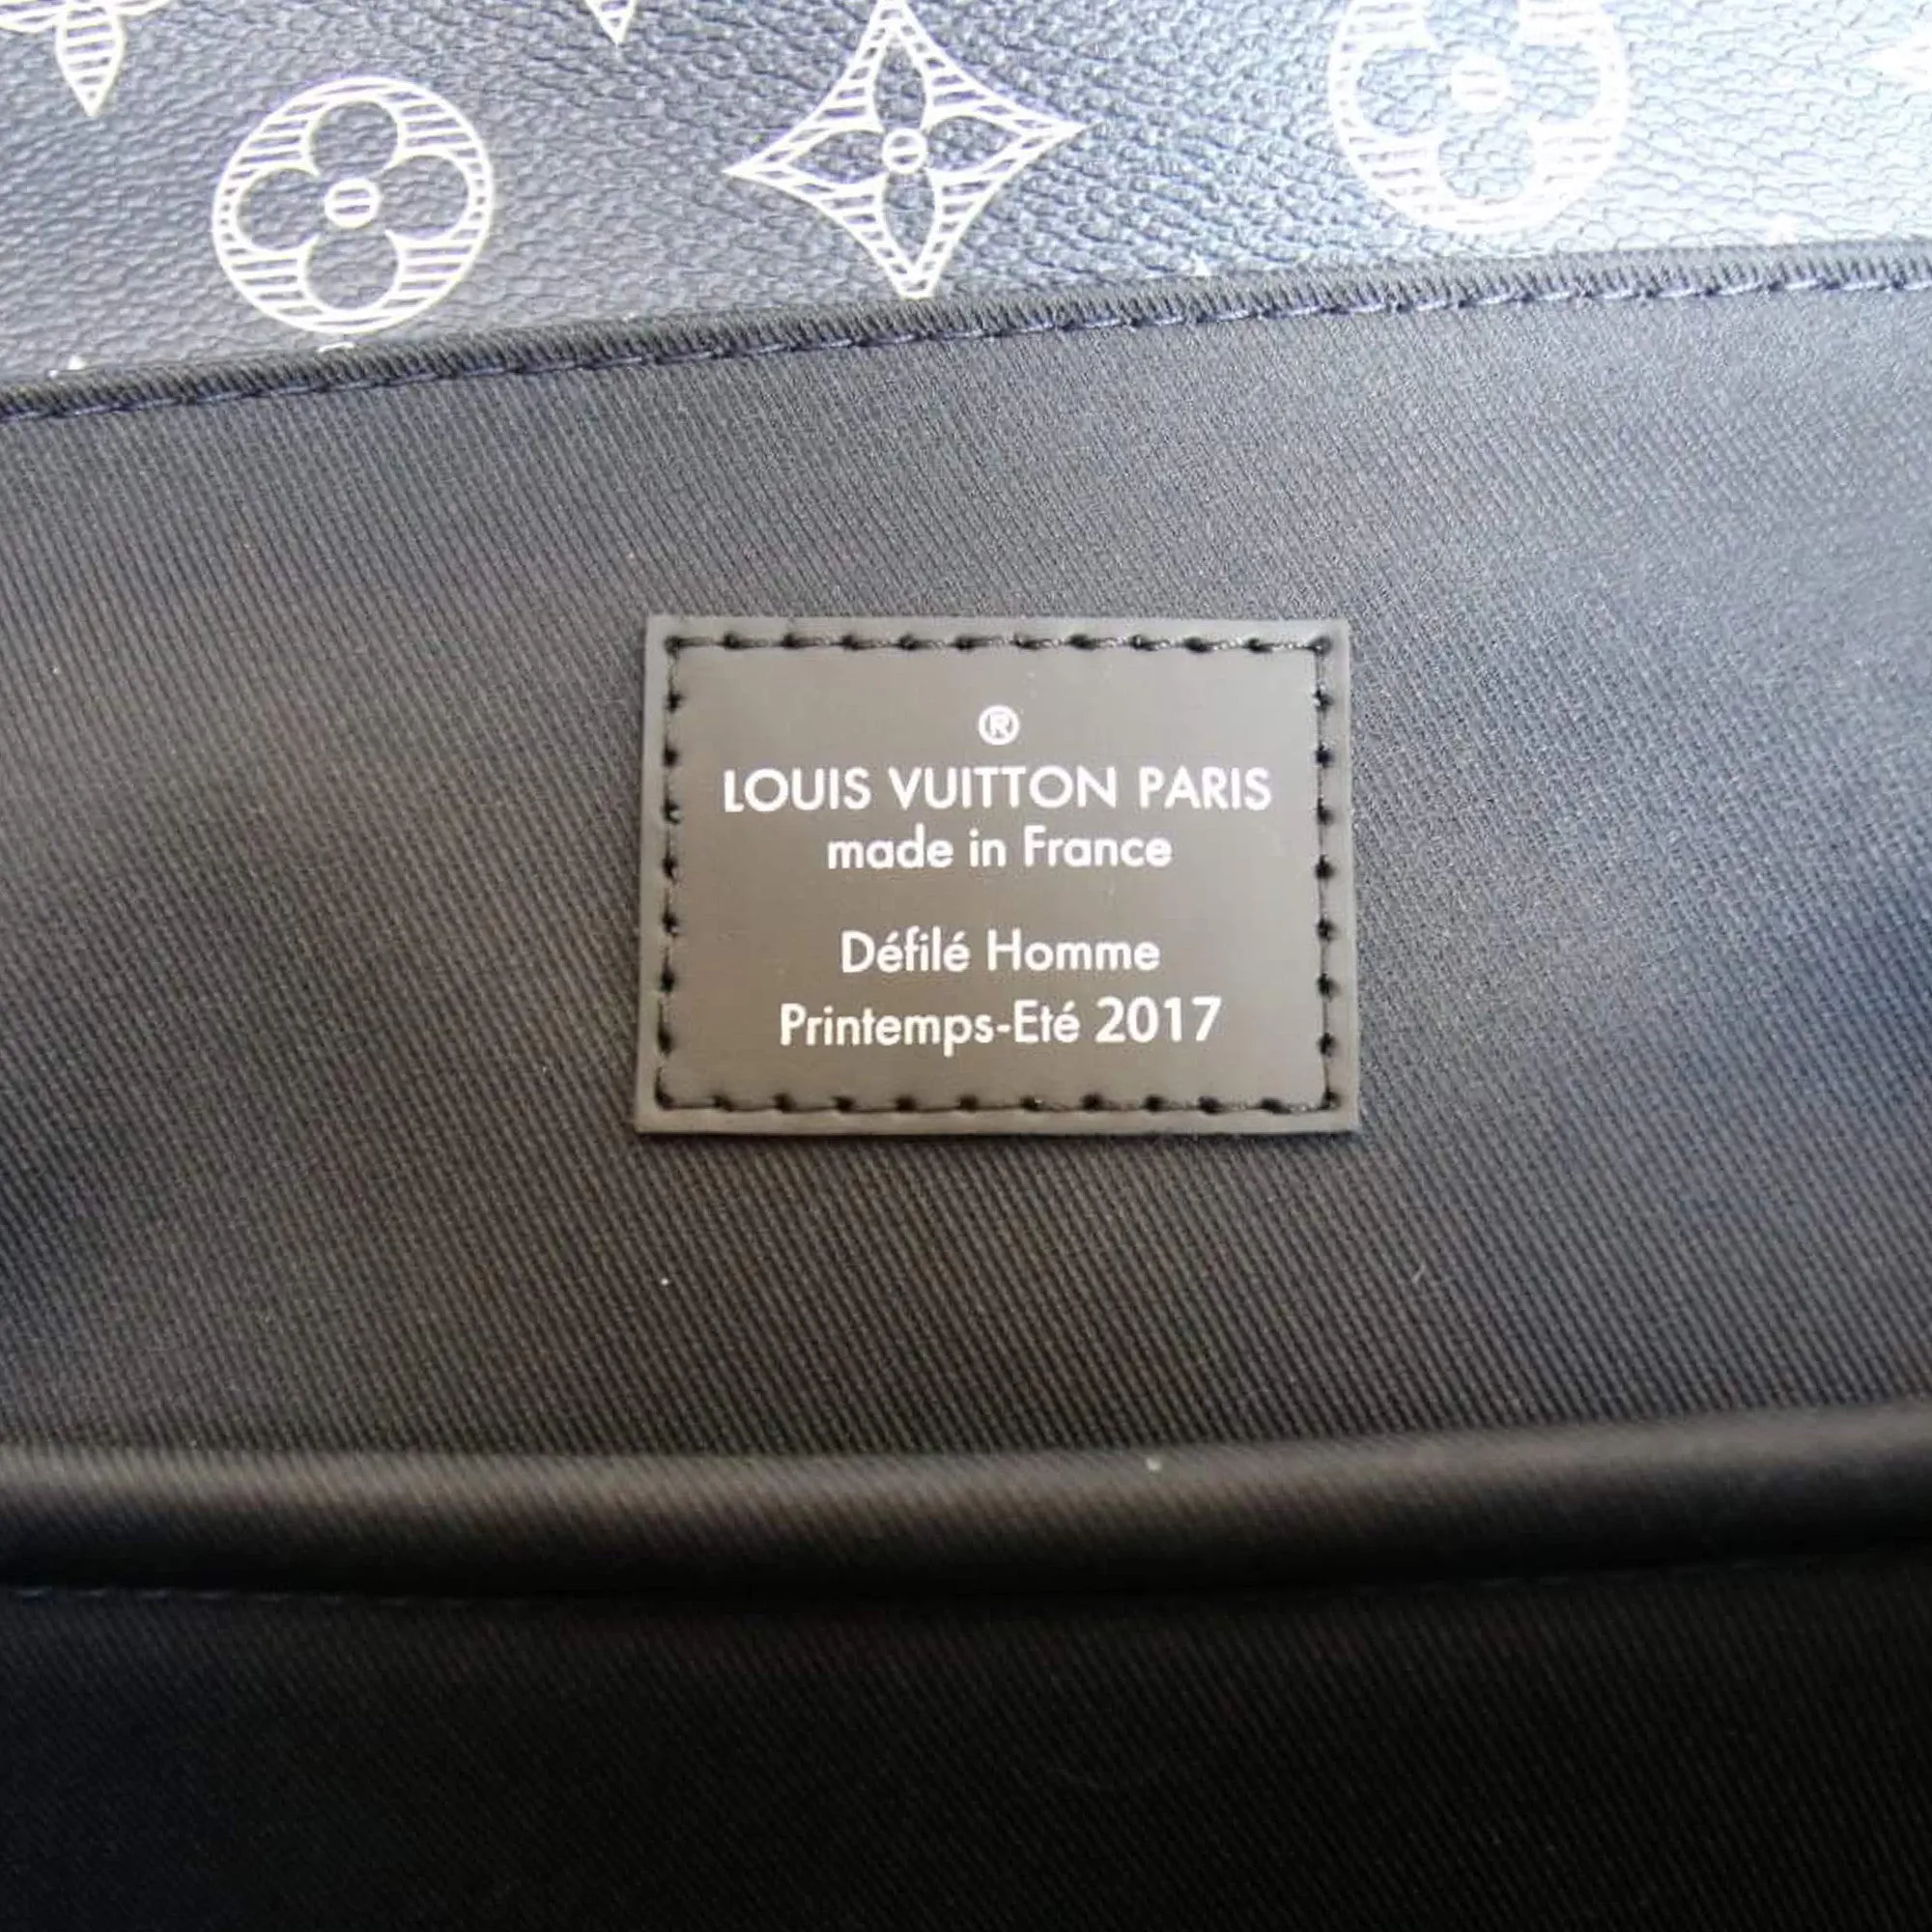 ®
LOUIS VUITTON PARIS
made in France
Défilé Homme
Printemps-Eté 2017